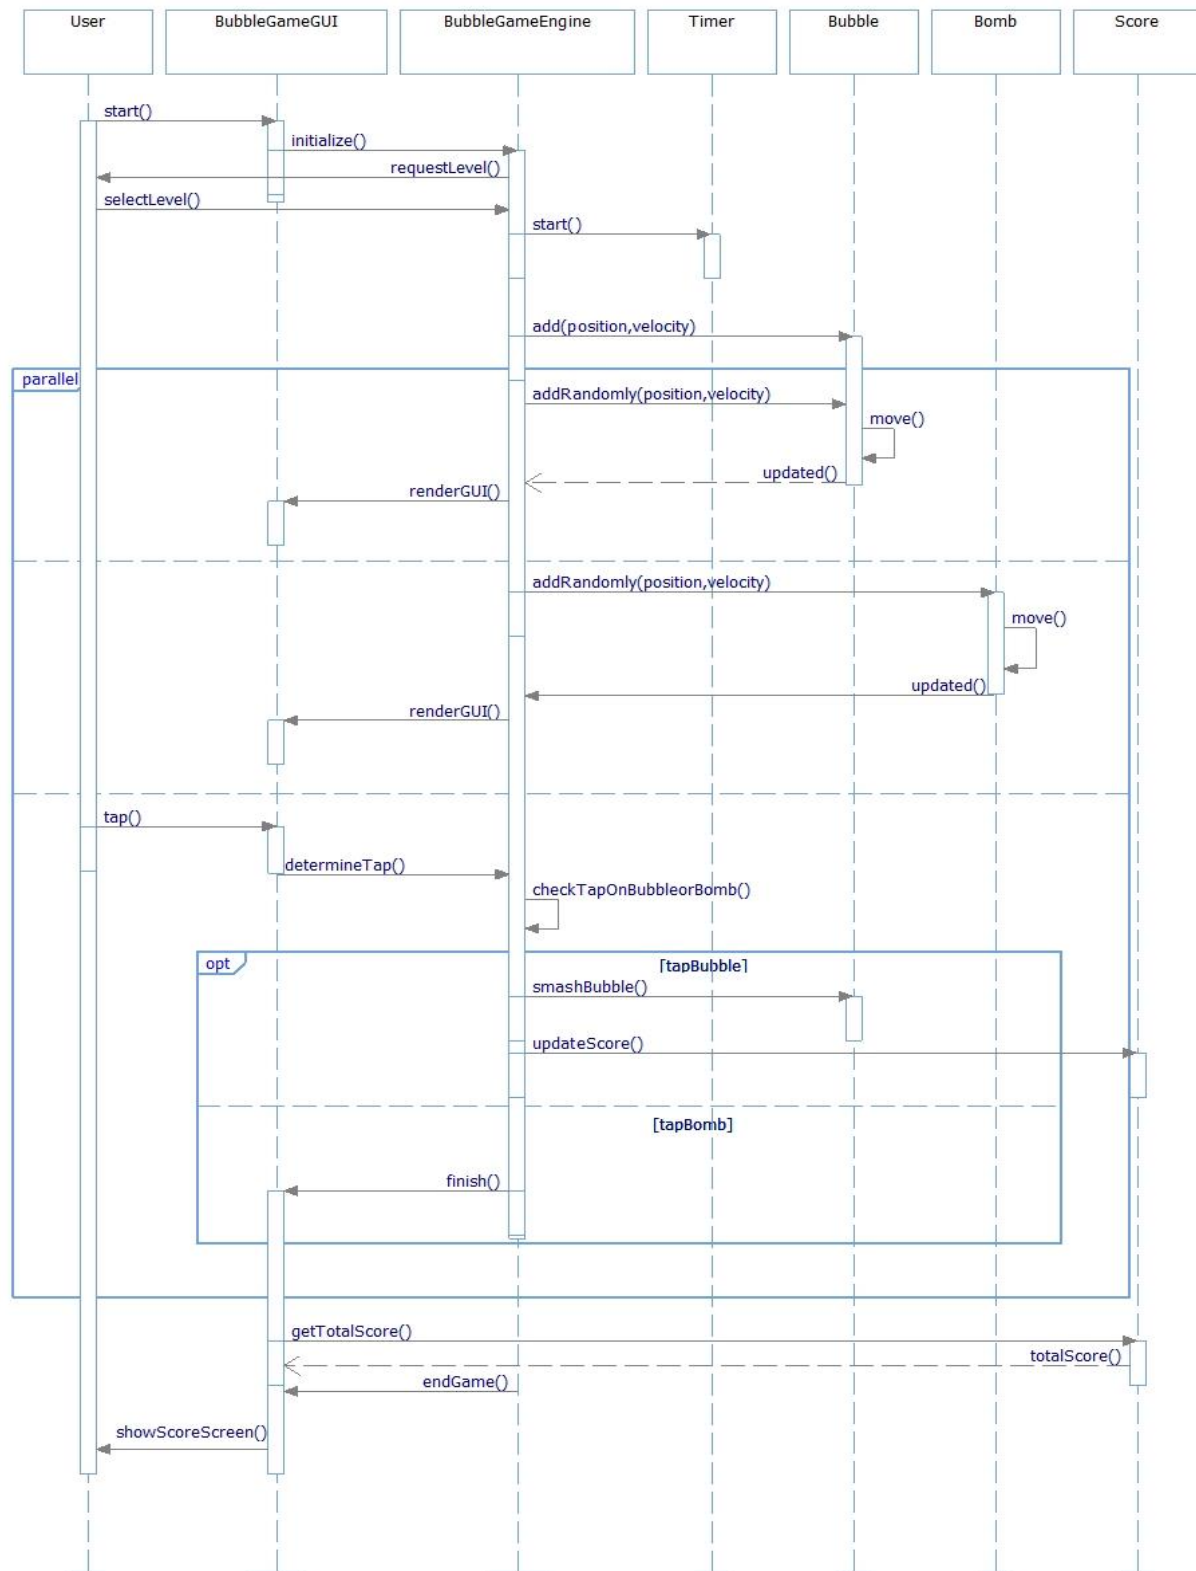 User
BubbleGameGUI
BubbleGameEngine
Timer
Bubble
Bomb
Score
start()
initialize()
requestLevel()
selectLevel()
start()
add(position,velocity)
parallel
addRandomly(position,velocity)
move()
updated()
renderGUI()
addRandomly(position,velocity)
move()
updated()
renderGUI()
tap()
determineTap()
checkTapOnBubbleorBomb()
opt
[tapBubble]
smashBubble()
updateScore()
[tapBomb]
finish()
getTotalScore()
totalScore()
endGame()
showScoreScreen()